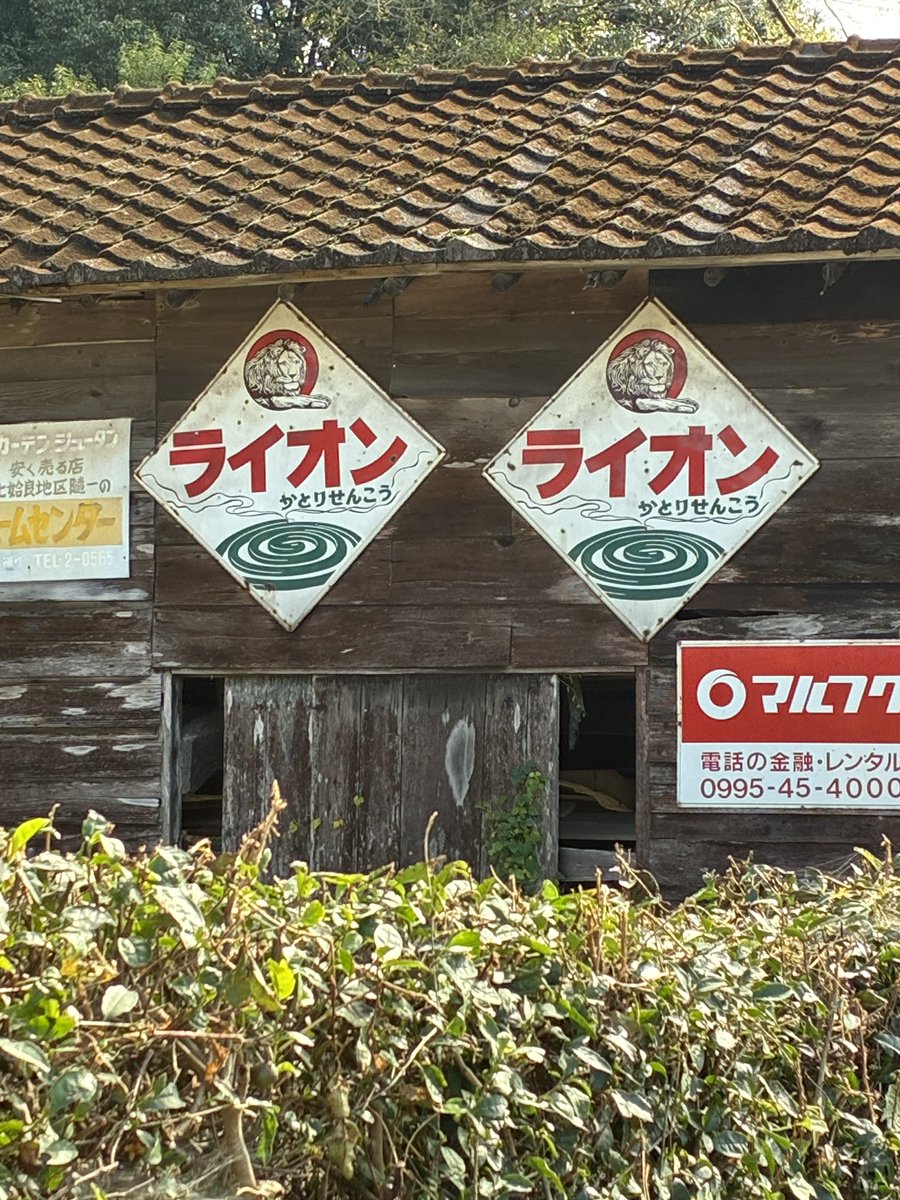 カーテンジュータン
安く売る店
姶良地区随一の
ームセンター
TEL・2-0565
ライオン
かとりせんこう
ライオン
かとりせんこう
マルフク
電話の金融・レンタル
0995-45-4000